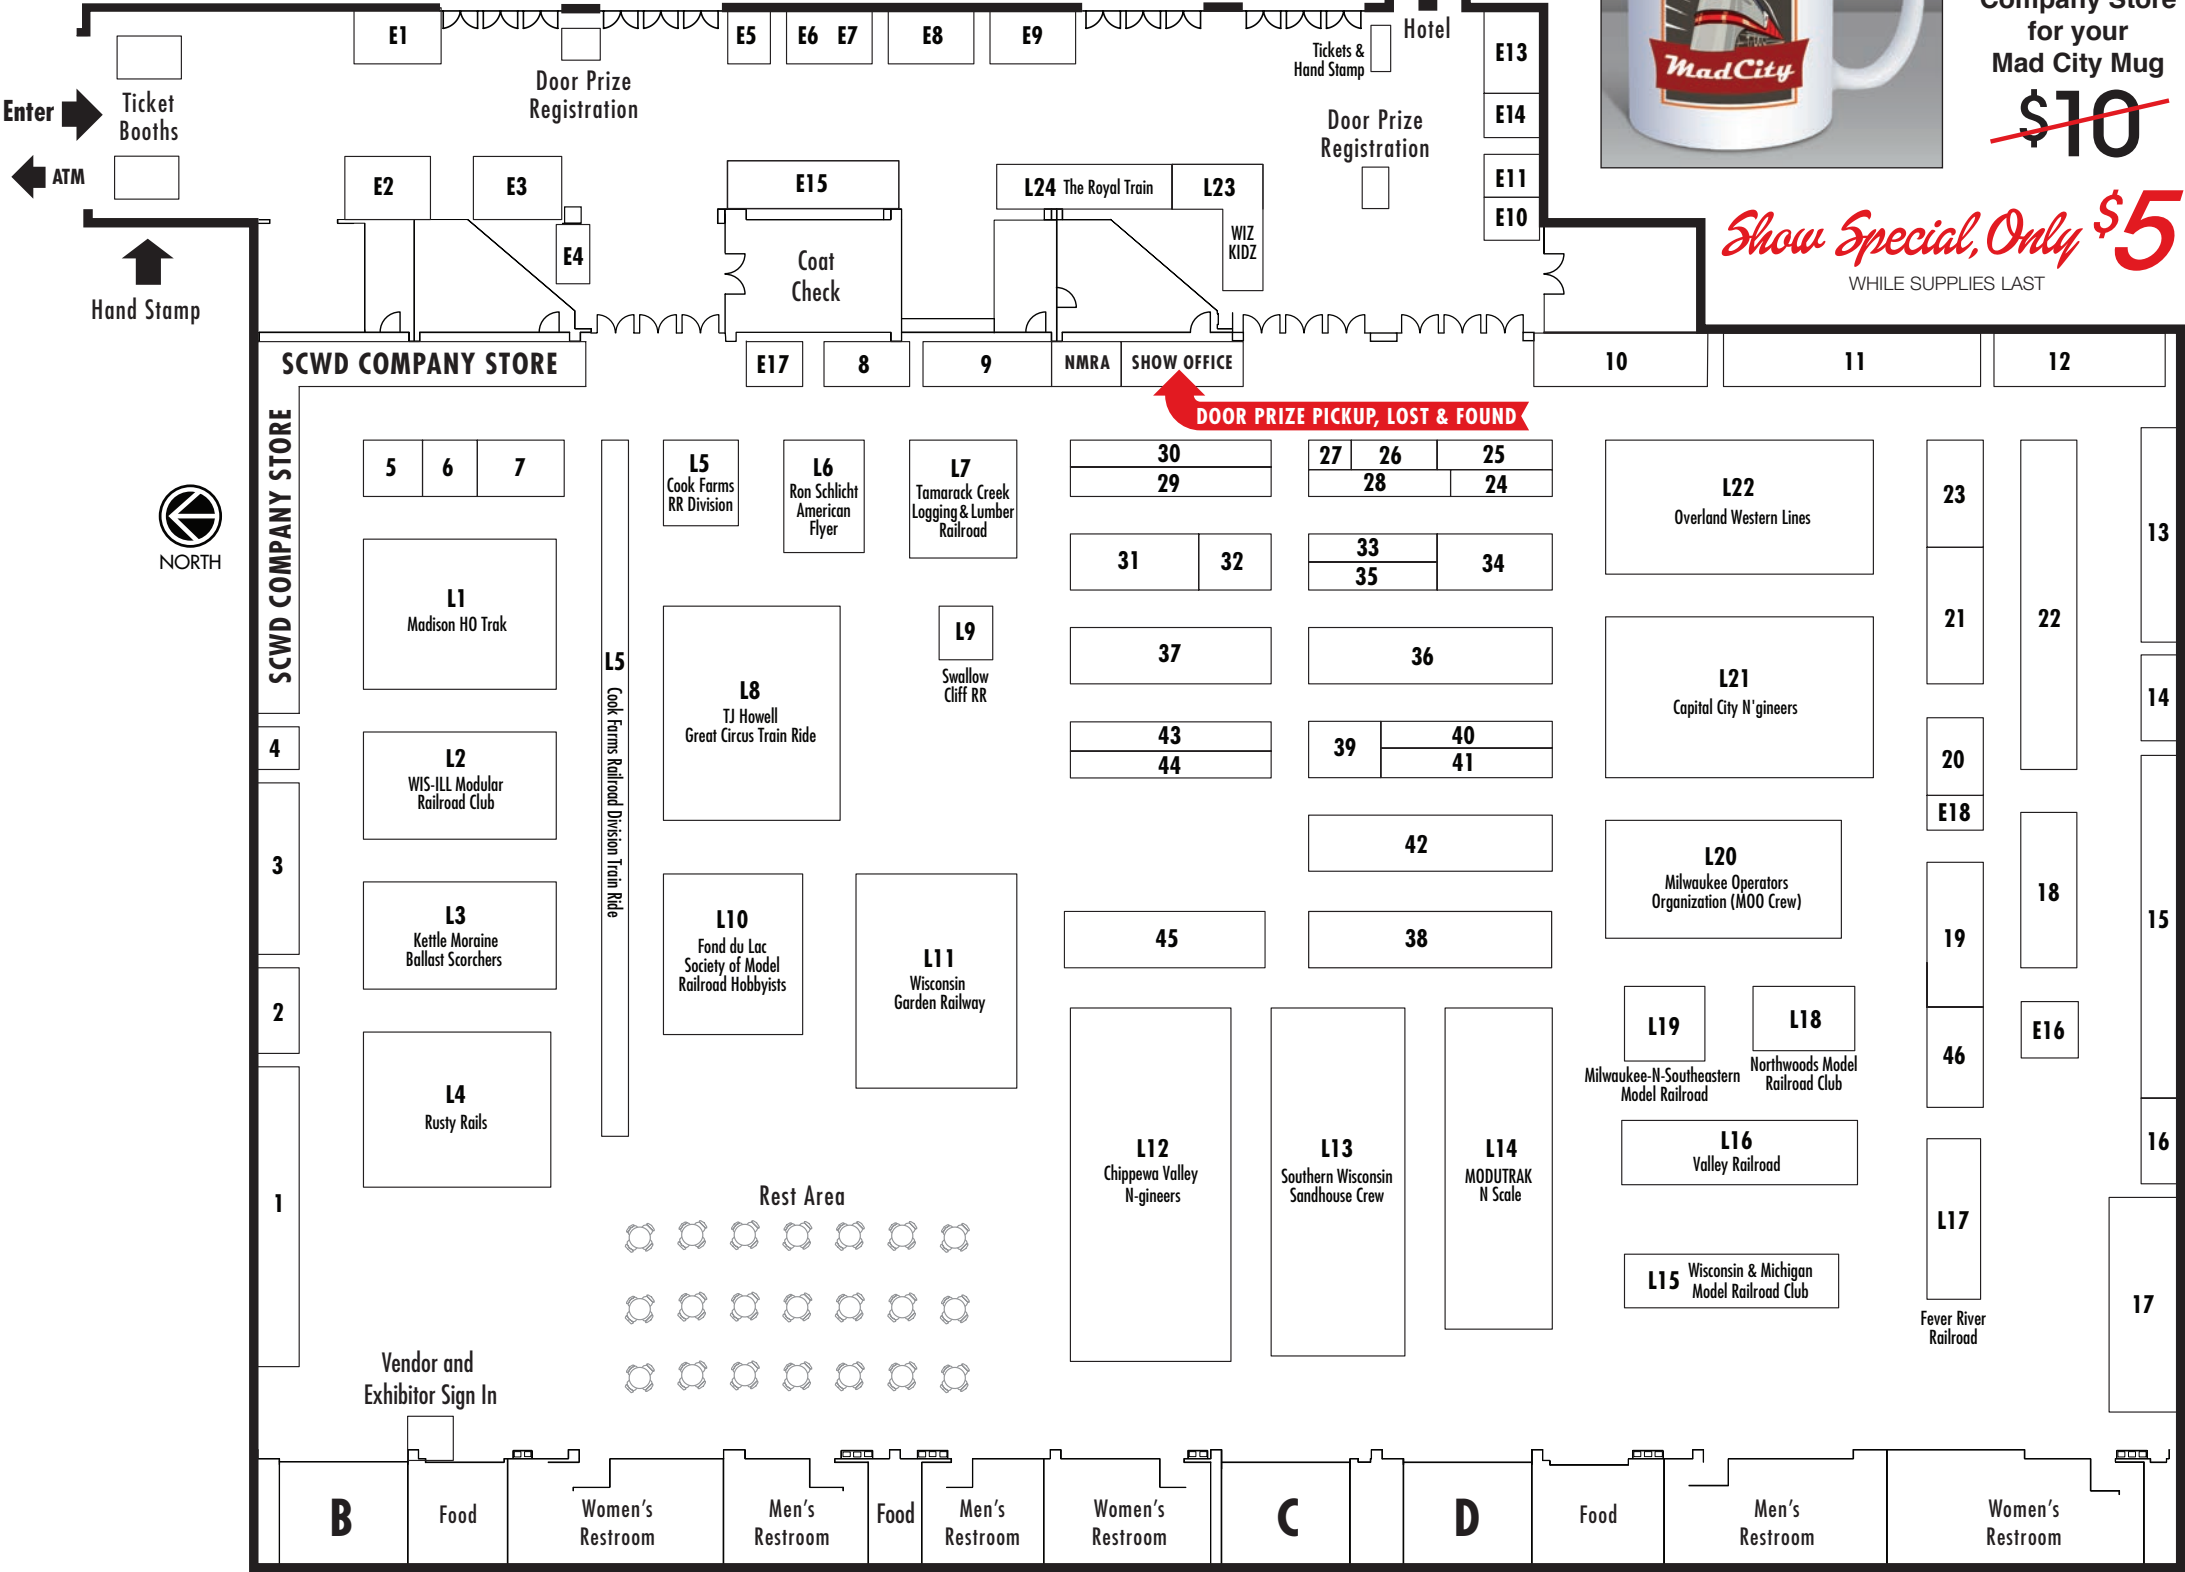 Company Store
for your
Mad City Mug
$10
MadCity
Show Special, Only $5
WHILE SUPPLIES LAST
E1
E5
E6
E7
E8
E9
Hotel
Tickets &
Hand Stamp
E13
E14
E11
E10
Enter
Ticket
Booths
ATM
Hand Stamp
Door Prize
Registration
Door Prize
Registration
E2
E3
E4
E15
Coat
Check
L24 The Royal Train
L23
WIZ
KIDZ
SCWD COMPANY STORE
E17
8
9
NMRA
SHOW OFFICE
10
11
12
DOOR PRIZE PICKUP, LOST & FOUND
SCWD COMPANY STORE
NORTH
5
6
7
L5
Cook Farms
RR Division
L6
Ron Schlicht
American
Flyer
L7
Tamarack Creek
Logging & Lumber
Railroad
30
29
27
26
25
28
24
L22
Overland Western Lines
23
22
13
L1
Madison HO Trak
L5 Cook Farms Railroad Division Train Ride
L8
TJ Howell
Great Circus Train Ride
L9
Swallow
Cliff RR
31
32
33
35
34
37
36
L21
Capital City N'gineers
21
14
4
L2
WIS-ILL Modular
Railroad Club
43
44
39
40
41
20
E18
3
L3
Kettle Moraine
Ballast Scorchers
L10
Fond du Lac
Society of Model
Railroad Hobbyists
L11
Wisconsin
Garden Railway
42
45
38
L20
Milwaukee Operators
Organization (MOO Crew)
19
18
15
2
L4
Rusty Rails
L19
Milwaukee-N-Southeastern
Model Railroad
L18
Northwoods Model
Railroad Club
46
E16
1
Rest Area
L12
Chippewa Valley
N-gineers
L13
Southern Wisconsin
Sandhouse Crew
L14
MODUTRAK
N Scale
L16
Valley Railroad
16
L17
Fever River
Railroad
L15 Wisconsin & Michigan
Model Railroad Club
17
Vendor and
Exhibitor Sign In
B
Food
Women's
Restroom
Men's
Restroom
Food
Men's
Restroom
Women's
Restroom
C
D
Food
Men's
Restroom
Women's
Restroom